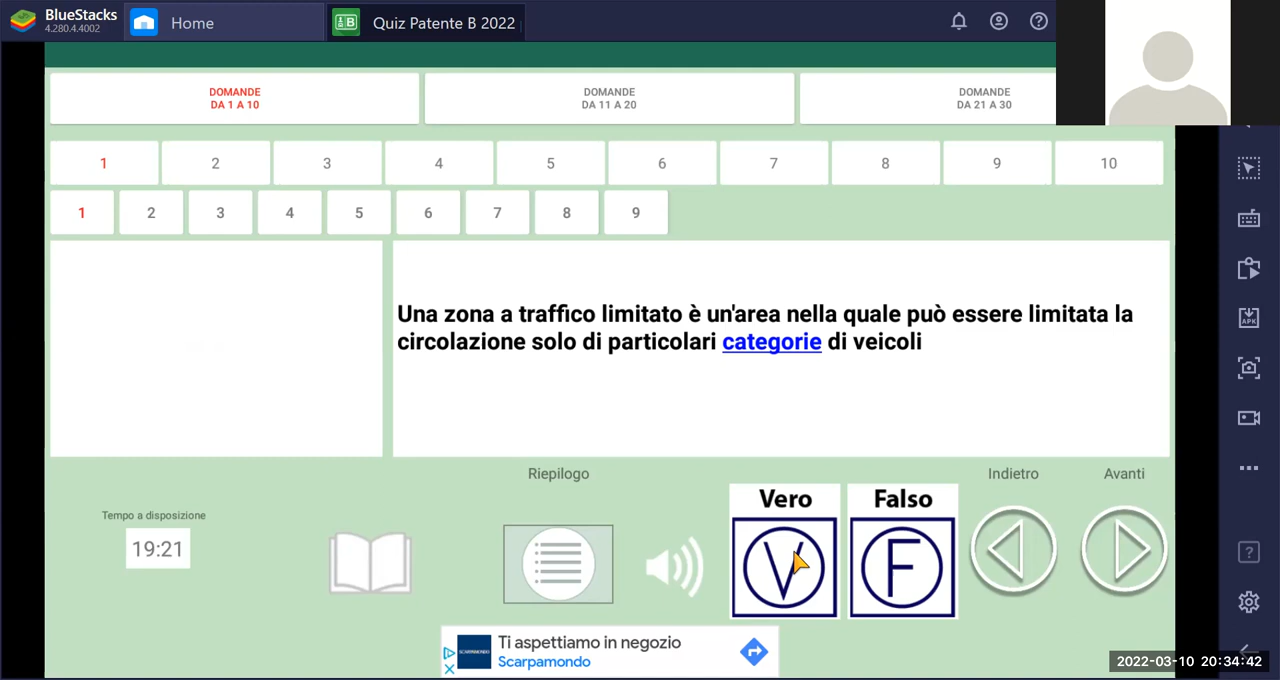 BlueStacks
4.280.4.4002
Home
Quiz Patente B 2022
DOMANDE
DA 1 A 10
DOMANDE
DA 11 A 20
DOMANDE
DA 21 A 30
1 2 3 4 5 6 7 8 9 10
1 2 3 4 5 6 7 8 9
Una zona a traffico limitato è un'area nella quale può essere limitata la
circolazione solo di particolari categorie di veicoli
Riepilogo
Vero
Falso
Indietro
Avanti
Tempo a disposizione
19:21
V
F
Ti aspettiamo in negozio
Scarpamondo
SCARPAMONDO
APK
2022-03-10 20:34:42